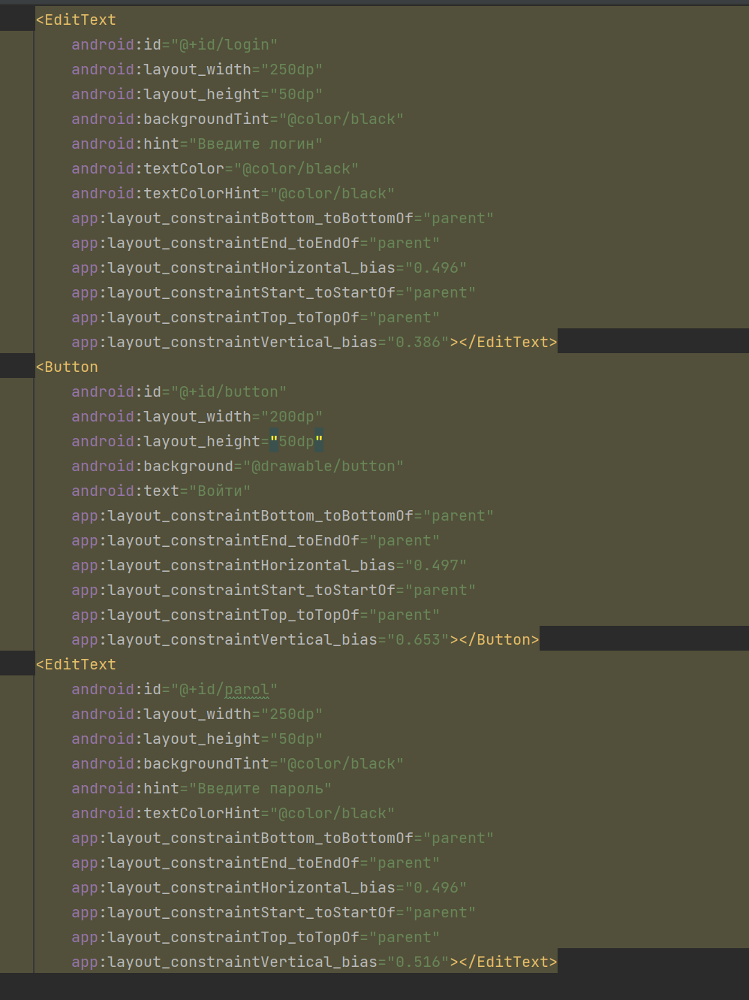 <EditText
android:id="@+id/login"
android:layout_width="250dp"
android:layout_height="50dp"
android:backgroundTint="@color/black"
android:hint="Введите логин"
android:textColor="@color/black"
android:textColorHint="@color/black"
app:layout_constraintBottom_toBottomOf="parent"
app:layout_constraintEnd_toEndOf="parent"
app:layout_constraintHorizontal_bias="0.496"
app:layout_constraintStart_toStartOf="parent"
app:layout_constraintTop_toTopOf="parent"
app:layout_constraintVertical_bias="0.386"></EditText>
<Button
android:id="@+id/button"
android:layout_width="200dp"
android:layout_height="50dp"
android:background="@drawable/button"
android:text="Войти"
app:layout_constraintBottom_toBottomOf="parent"
app:layout_constraintEnd_toEndOf="parent"
app:layout_constraintHorizontal_bias="0.497"
app:layout_constraintStart_toStartOf="parent"
app:layout_constraintTop_toTopOf="parent"
app:layout_constraintVertical_bias="0.653"></Button>
<EditText
android:id="@+id/parol"
android:layout_width="250dp"
android:layout_height="50dp"
android:backgroundTint="@color/black"
android:hint="Введите пароль"
android:textColorHint="@color/black"
app:layout_constraintBottom_toBottomOf="parent"
app:layout_constraintEnd_toEndOf="parent"
app:layout_constraintHorizontal_bias="0.496"
app:layout_constraintStart_toStartOf="parent"
app:layout_constraintTop_toTopOf="parent"
app:layout_constraintVertical_bias="0.516"></EditText>